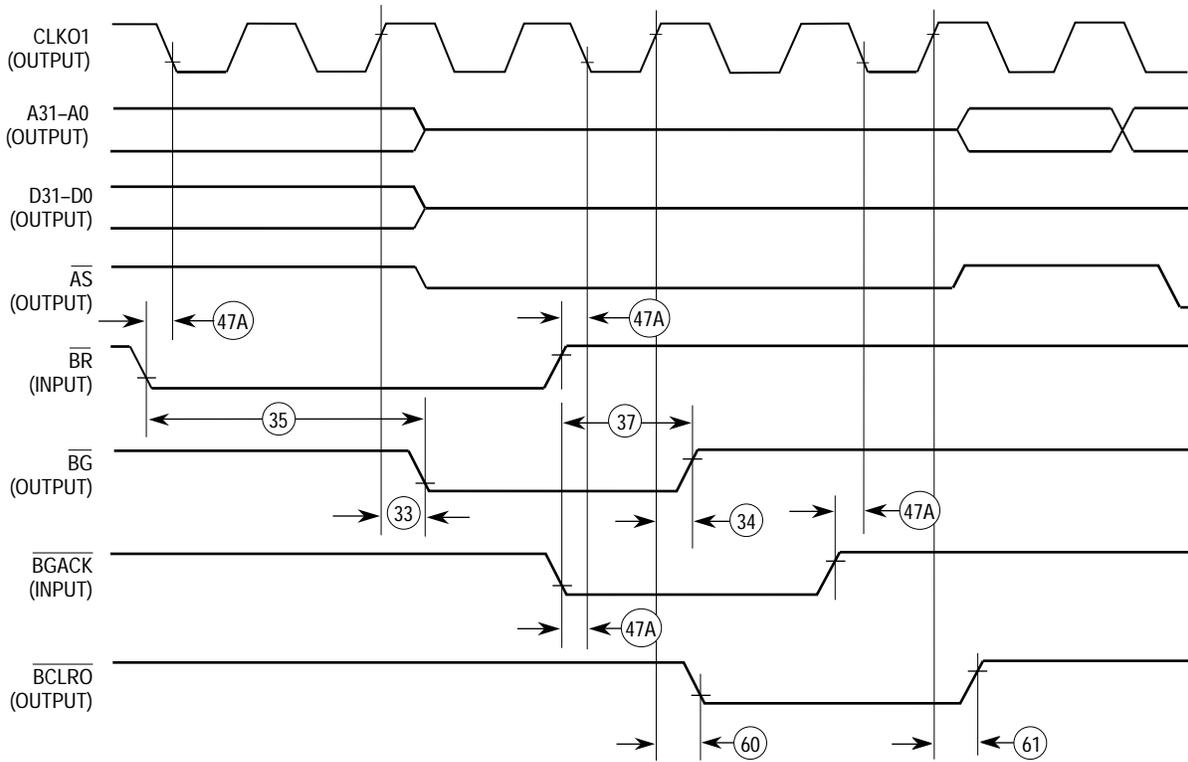 CLKO1
(OUTPUT)
A31–A0
(OUTPUT)
D31–D0
(OUTPUT)
AS
(OUTPUT)
47A
47A
BR
(INPUT)
35
37
BG
(OUTPUT)
33
34
47A
BGACK
(INPUT)
47A
BCLRO
(OUTPUT)
60
61